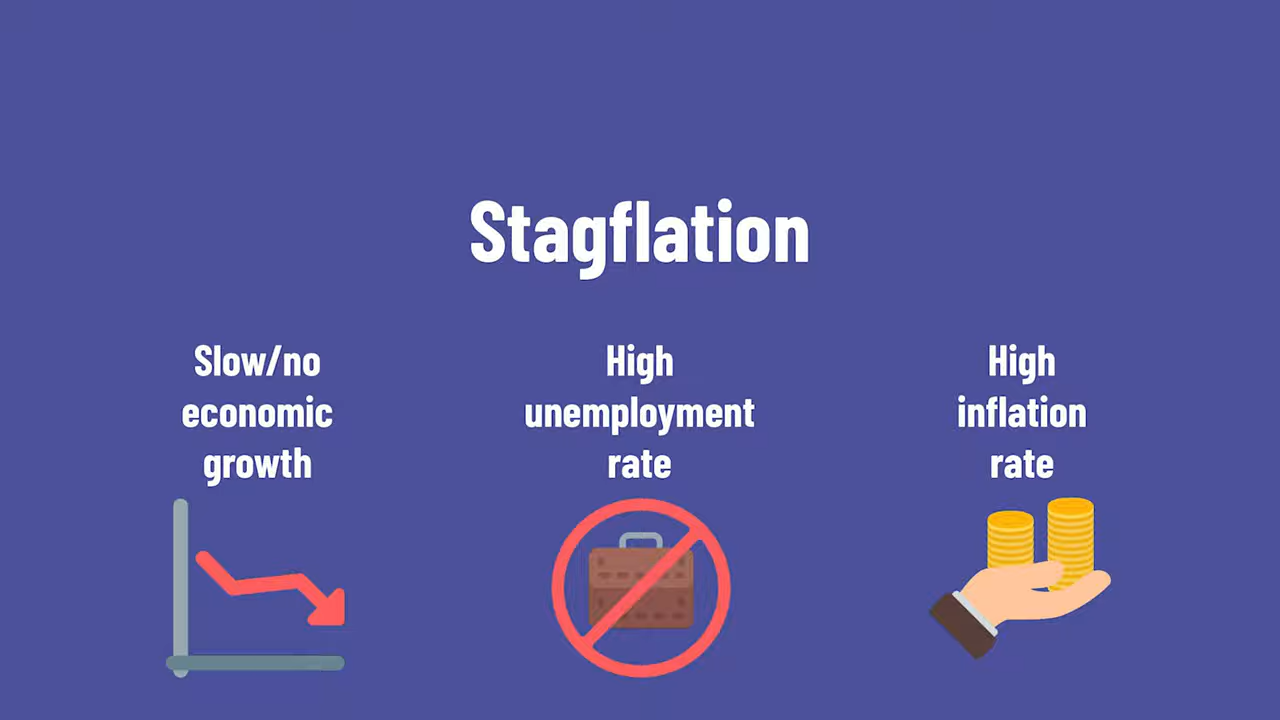 Stagflation
Slow/no
economic
growth
High
unemployment
rate
High
inflation
rate